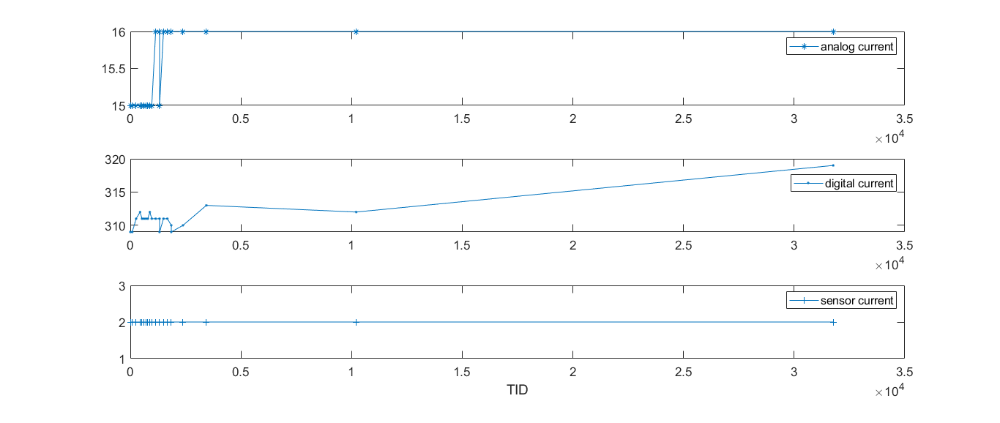 16
analog current
15.5
15
0 0.5 1 1.5 2 2.5 3 3.5
×10^4
320
digital current
315
310
0 0.5 1 1.5 2 2.5 3 3.5
×10^4
3
sensor current
2
1
0 0.5 1 1.5 2 2.5 3 3.5
TID
×10^4